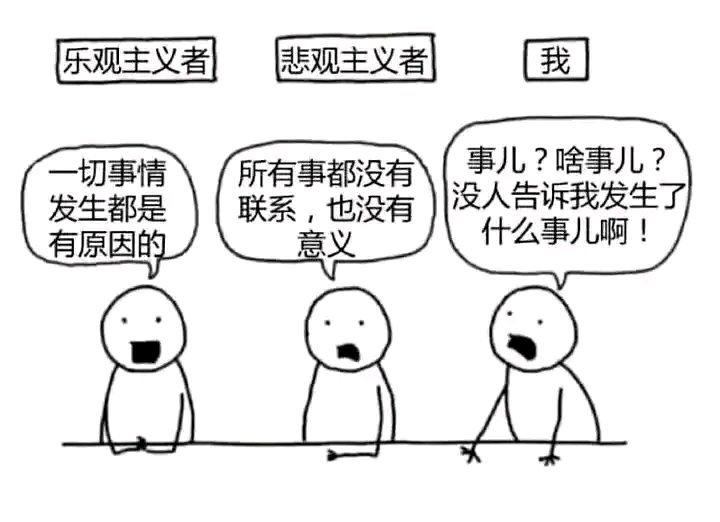 乐观主义者
悲观主义者
我
一切事情
发生都是
有原因的
所有事都没有
联系，也没有
意义
事儿？啥事儿？
没人告诉我发生了
什么事儿啊！